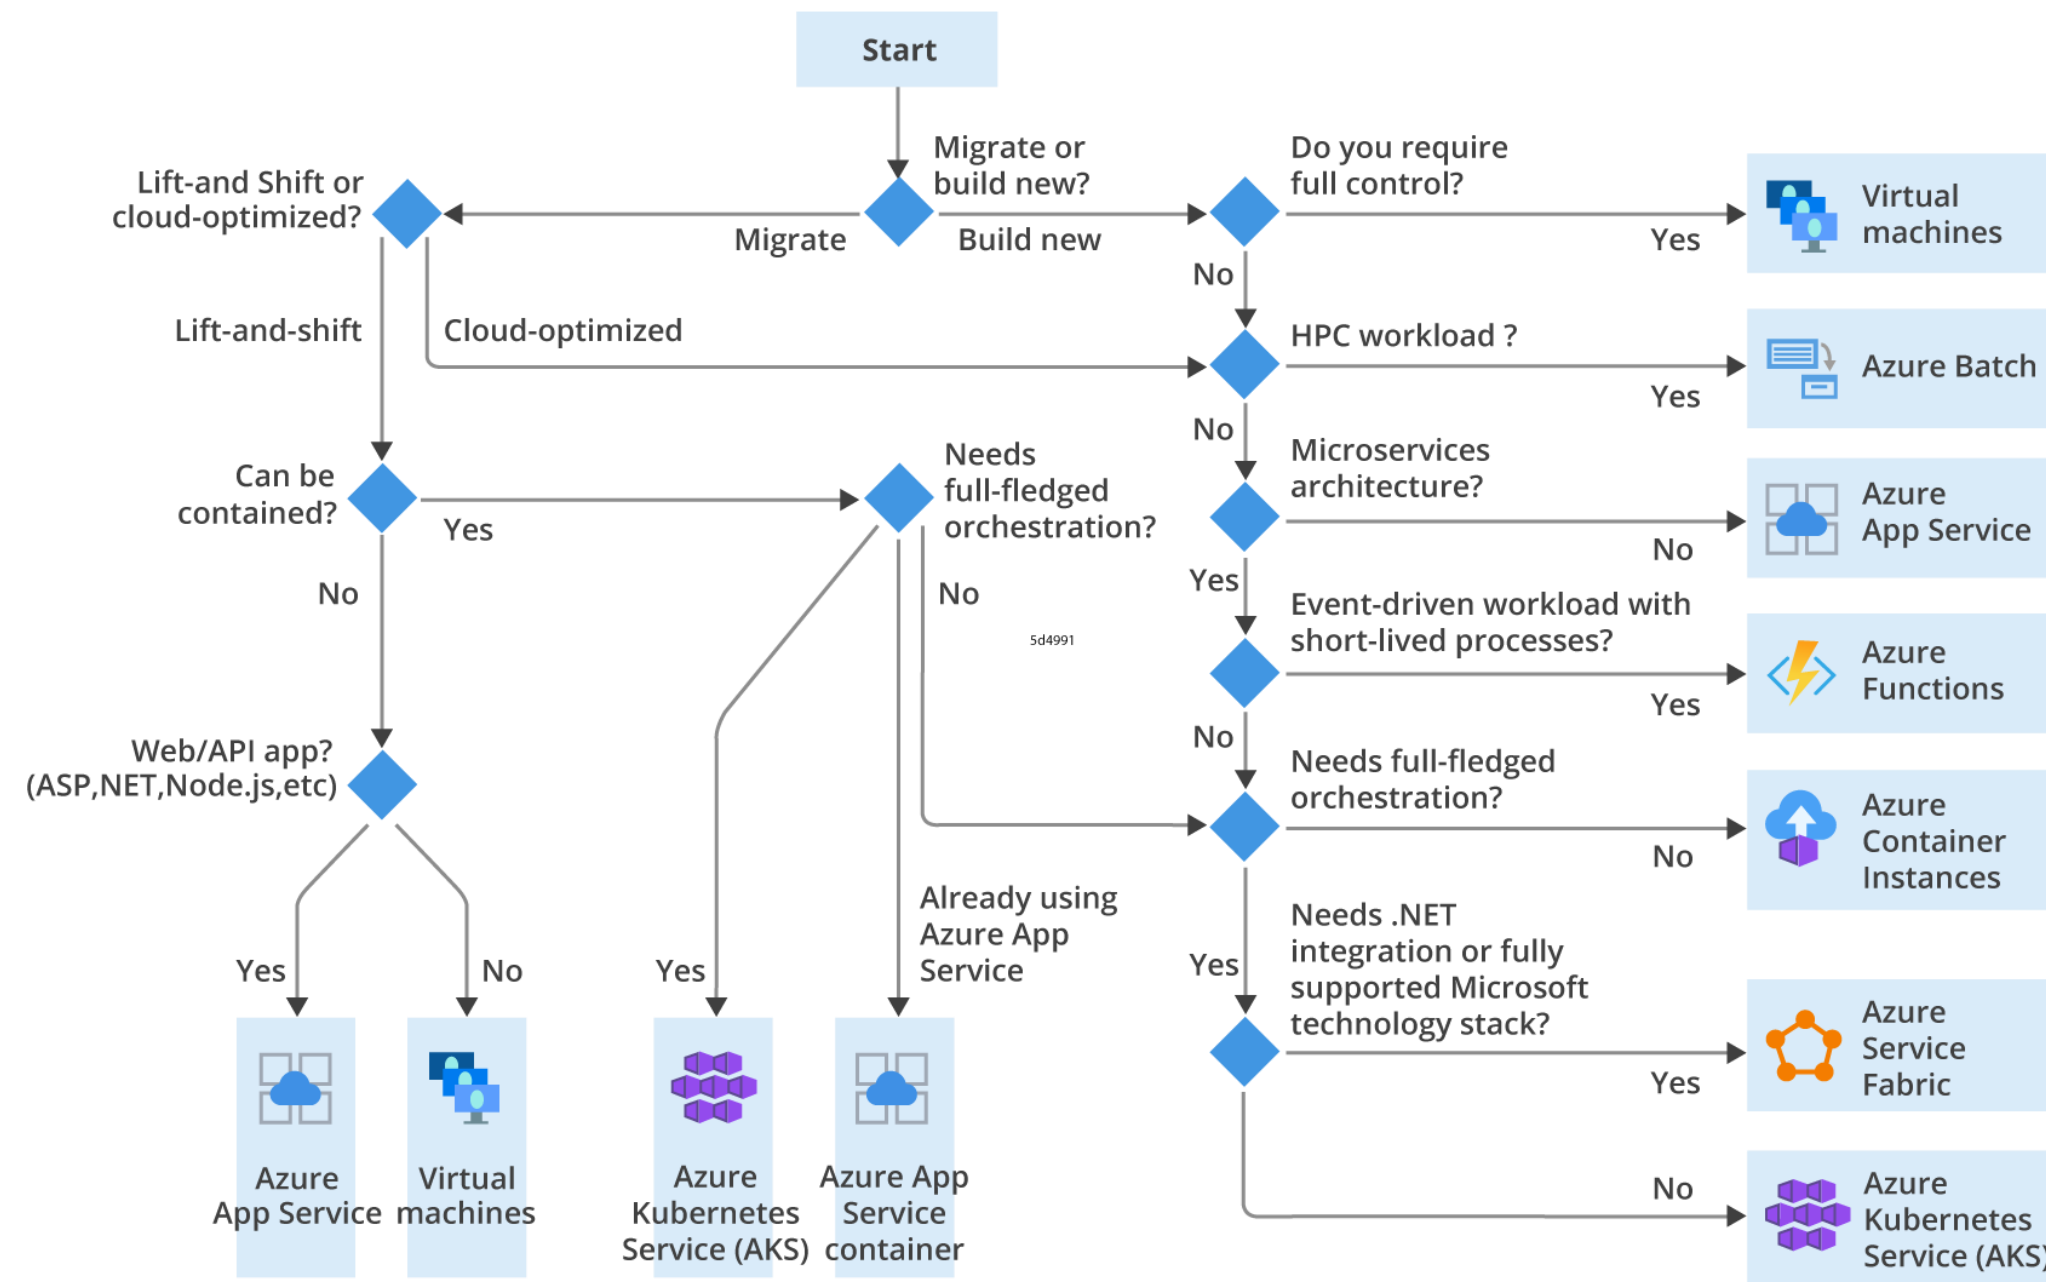 Start
Migrate or
build new?
Do you require
full control?
Lift-and Shift or
cloud-optimized?
Virtual
machines
Migrate
Build new
Yes
No
Lift-and-shift
Cloud-optimized
HPC workload ?
Azure Batch
Yes
No
Needs
full-fledged
orchestration?
Microservices
architecture?
Can be
contained?
Azure
App Service
Yes
No
Yes
No
No
Event-driven workload with
short-lived processes?
5d4991
Azure
Functions
Yes
No
Web/API app?
(ASP,NET,Node.js,etc)
Needs full-fledged
orchestration?
Azure
Container
Instances
No
Already using
Azure App
Service
Needs .NET
integration or fully
supported Microsoft
technology stack?
Yes
No
Yes
Yes
Azure
Service
Fabric
Yes
Azure
App Service
Virtual
machines
Azure
Kubernetes
Service (AKS)
Azure App
Service
container
No
Azure
Kubernetes
Service (AKS)